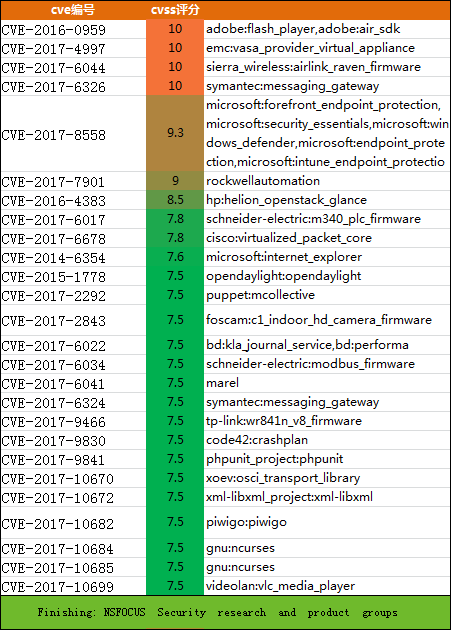 cve编号 cvss评分
CVE-2016-0959 10 adobe:flash_player,adobe:air_sdk
CVE-2017-4997 10 emc:vasa_provider_virtual_appliance
CVE-2017-6044 10 sierra_wireless:airlink_raven_firmware
CVE-2017-6326 10 symantec:messaging_gateway
microsoft:forefront_endpoint_protection,
microsoft:security_essentials,microsoft:win
CVE-2017-8558 9.3 dows_defender,microsoft:endpoint_prote
ction,microsoft:intune_endpoint_protectio
CVE-2017-7901 9 rockwellautomation
CVE-2016-4383 8.5 hp:helion_openstack_glance
CVE-2017-6017 7.8 schneider-electric:m340_plc_firmware
CVE-2017-6678 7.8 cisco:virtualized_packet_core
CVE-2014-6354 7.6 microsoft:internet_explorer
CVE-2015-1778 7.5 opendaylight:opendaylight
CVE-2017-2292 7.5 puppet:mcollective
CVE-2017-2843 7.5 foscam:c1_indoor_hd_camera_firmware
CVE-2017-6022 7.5 bd:kla_journal_service,bd:performa
CVE-2017-6034 7.5 schneider-electric:modbus_firmware
CVE-2017-6041 7.5 marel
CVE-2017-6324 7.5 symantec:messaging_gateway
CVE-2017-9466 7.5 tp-link:wr841n_v8_firmware
CVE-2017-9830 7.5 code42:crashplan
CVE-2017-9841 7.5 phpunit_project:phpunit
CVE-2017-10670 7.5 xoev:osci_transport_library
CVE-2017-10672 7.5 xml-libxml_project:xml-libxml
CVE-2017-10682 7.5 piwigo:piwigo
CVE-2017-10684 7.5 gnu:ncurses
CVE-2017-10685 7.5 gnu:ncurses
CVE-2017-10699 7.5 videolan:vlc_media_player
Finishing: NSFOCUS Security research and product groups